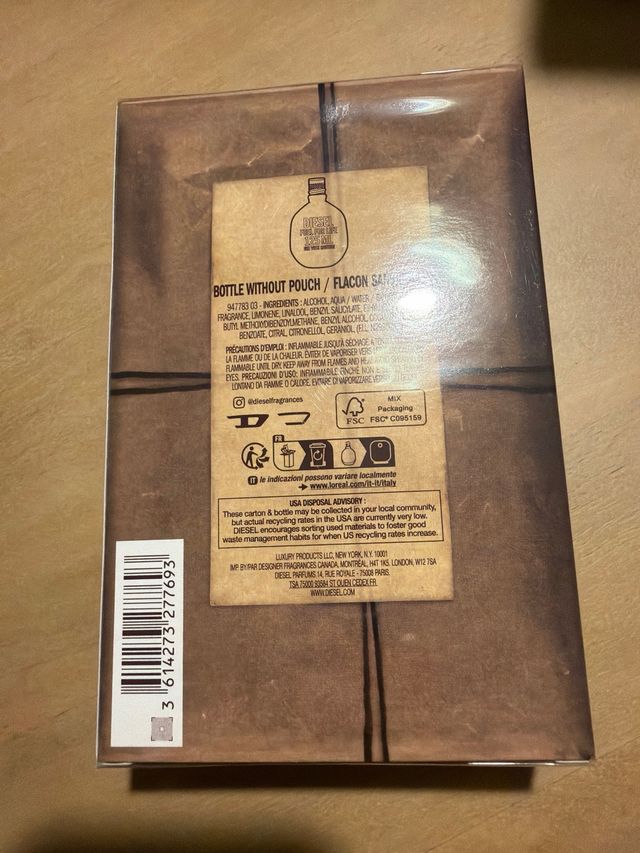 DIESEL
FUEL FOR LIFE
125 ML
BOTTLE WITHOUT POUCH / FLACON
947783 03 - INGREDIENTS : ALCOHOL, AQUA / WATER /
FRAGRANCE, LIMONENE, LINALOOL, BENZYL SALICYLATE,
BUTYL METHOXYDIBENZOYLMETHANE, BENZYL ALCOHOL,
BENZOATE, CITRAL, CITRONELLOL, GERANIOL, (F.I.L.
PRÉCAUTIONS D'EMPLOI : INFLAMMABLE JUSQU'À SÉCHAGE
LA FLAMME OU DE LA CHALEUR. ÉVITER DE VAPORISER VERS
FLAMMABLE UNTIL DRY. KEEP AWAY FROM FLAMES AND
EYES. PRECAUZIONI D'USO: INFIAMMABILE FINCHÉ NON
LONTANO DA FIAMME O CALORE. EVITARE DI VAPORIZZARE VERSO
@dieselfragrances
D
FSC
MIX
Packaging
FSC® C095159
FR
IT le indicazioni possono variare localmente
www.loreal.com/it-it/italy
USA DISPOSAL ADVISORY :
These carton & bottle may be collected in your local community,
but actual recycling rates in the USA are currently very low.
DIESEL encourages sorting used materials to foster good
waste management habits for when US recycling rates increase.
LUXURY PRODUCTS LLC, NEW YORK, N.Y. 10001
IMP. BY/PAR DESIGNER FRAGRANCES CANADA, MONTRÉAL, H4T 1K5. LONDON, W12 7SA
DIESEL PARFUMS 14, RUE ROYALE - 75008 PARIS.
TSA 75000 93584 ST OUEN CEDEX FR.
WWW.DIESEL.COM
3 614273 277693